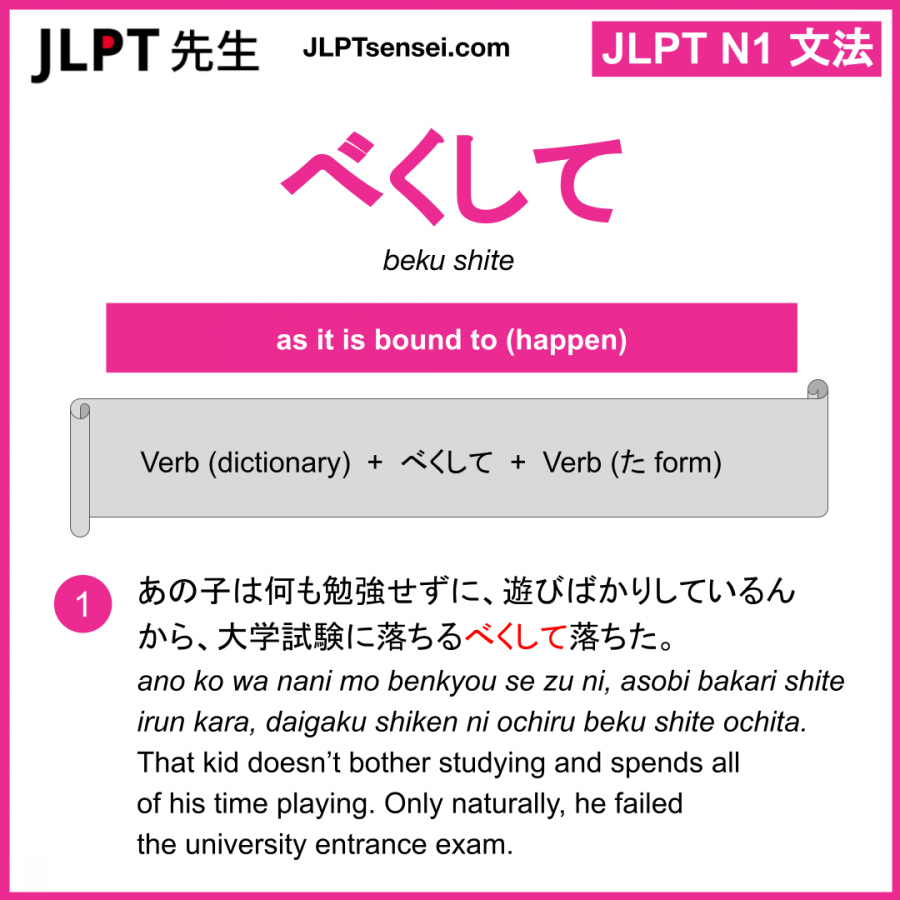 JLPT 先生
JLPTsensei.com
JLPT N1 文法
べくして
beku shite
as it is bound to (happen)
Verb (dictionary) + べくして + Verb (た form)
1
あの子は何も勉強せずに、遊びばかりしているん
から、大学試験に落ちるべくして落ちた。
ano ko wa nani mo benkyou se zu ni, asobi bakari shite
irun kara, daigaku shiken ni ochiru beku shite ochita.
That kid doesn’t bother studying and spends all
of his time playing. Only naturally, he failed
the university entrance exam.